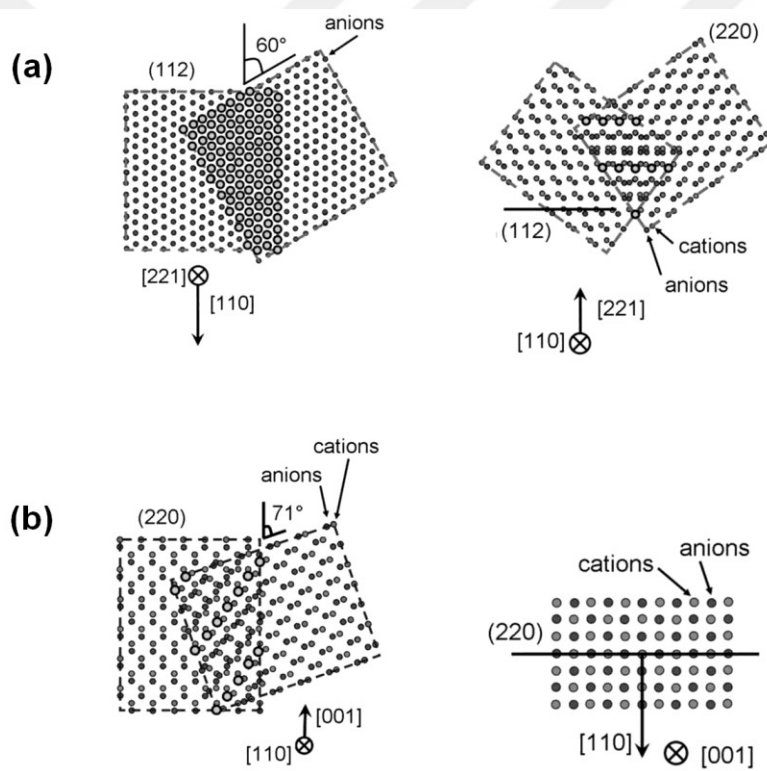 (a)
anions
60°
(112)
[221]
[110]
(220)
(112)
cations
anions
[221]
[110]
(b)
cations
anions
(220)
71°
[001]
[110]
cations
anions
(220)
[110]
[001]